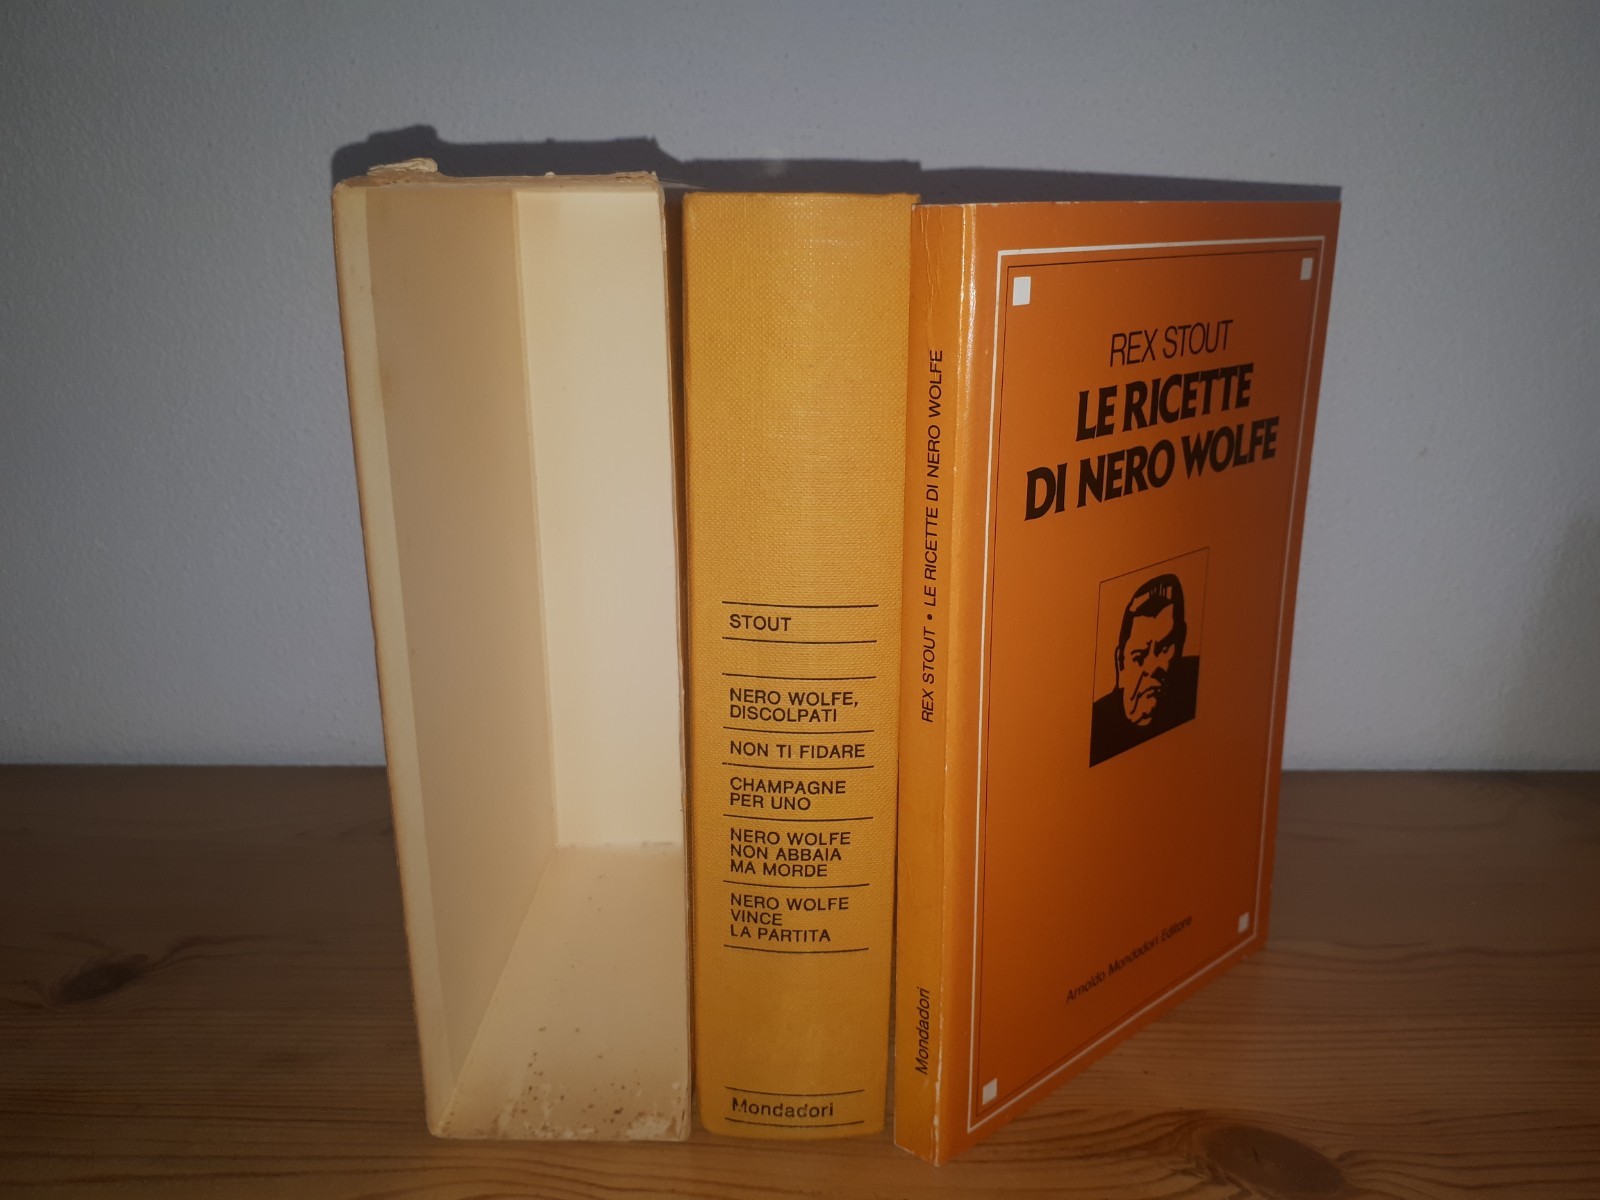 STOUT
NERO WOLFE,
DISCOLPATI
NON TI FIDARE
CHAMPAGNE
PER UNO
NERO WOLFE
NON ABBAIA
MA MORDE
NERO WOLFE
VINCE
LA PARTITA
Mondadori
REX STOUT • LE RICETTE DI NERO WOLFE
Mondadori
REX STOUT
LE RICETTE
DI NERO WOLFE
Arnoldo Mondadori Editore